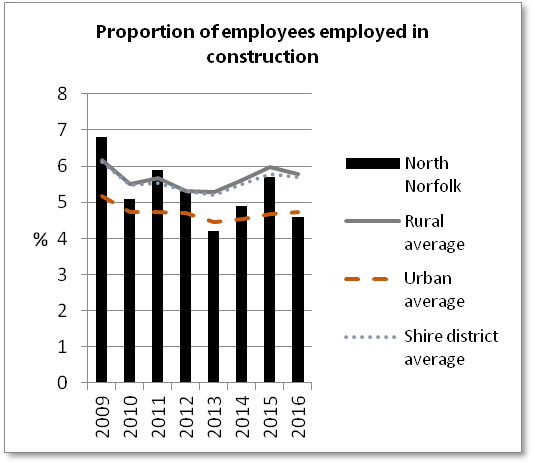 Proportion of employees employed in
construction
8
7
6
5
4
3
2
1
0
%
2009
2010
2011
2012
2013
2014
2015
2016
North
Norfolk
Rural
average
Urban
average
Shire district
average